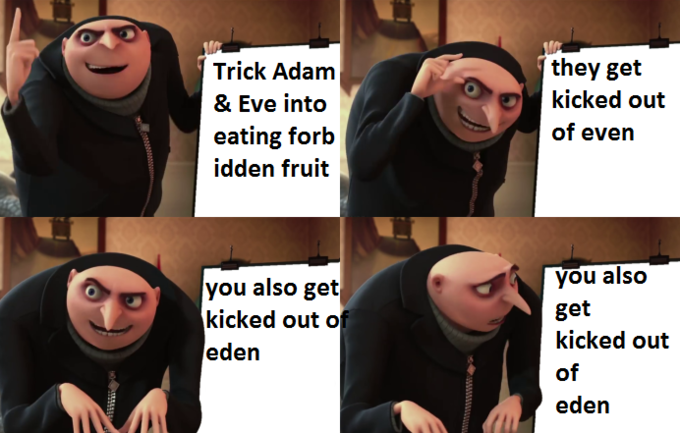 Trick Adam
& Eve into
eating forb
idden fruit
they get
kicked out
of even
you also get
kicked out of
eden
you also
get
kicked out
of
eden